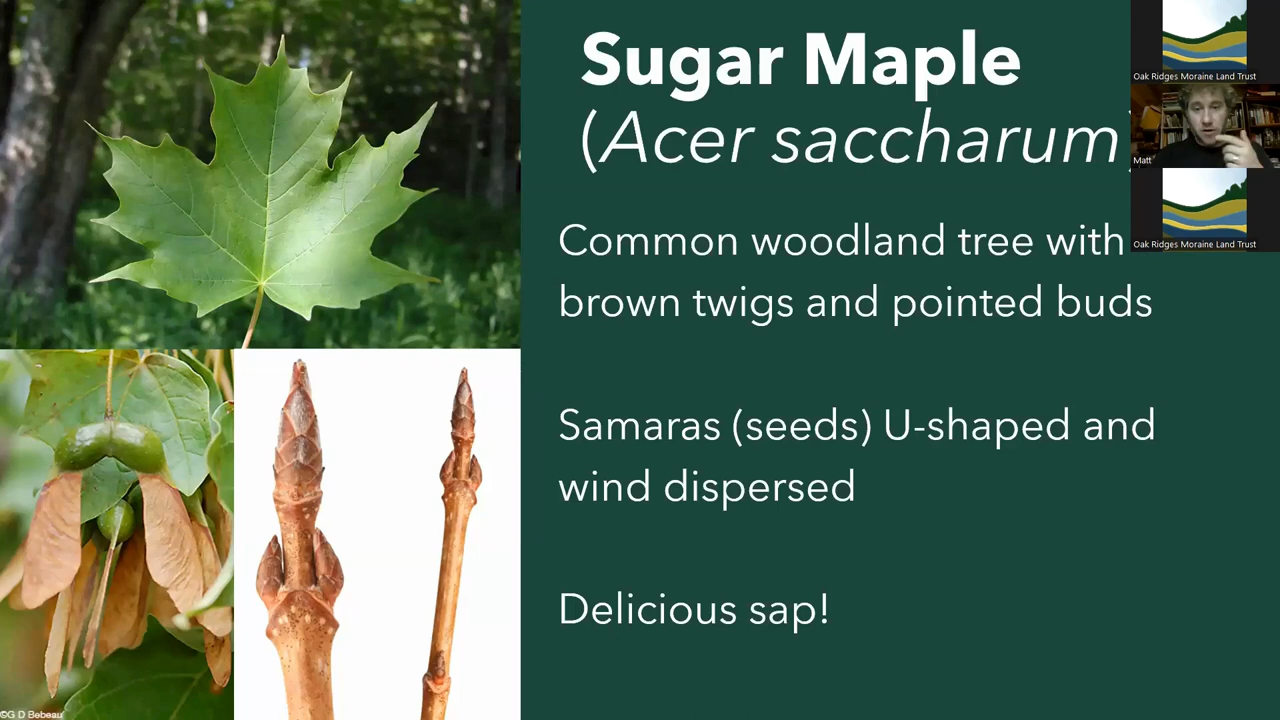 Sugar Maple
(Acer saccharum)
Common woodland tree with
brown twigs and pointed buds
Samaras (seeds) U-shaped and
wind dispersed
Delicious sap!
Oak Ridges Moraine Land Trust
Matt
Oak Ridges Moraine Land Trust
©G D Bebeau